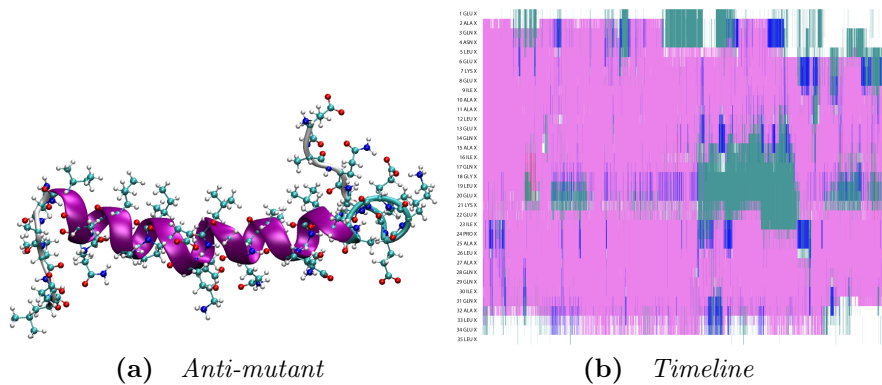 1 GLU X
2 ALA X
3 GLN X
4 ASN X
5 LEU X
6 GLU X
7 LYS X
8 GLU X
9 ILE X
10 ALA X
11 ALA X
12 LEU X
13 GLU X
14 GLN X
15 ALA X
16 ILE X
17 GLN X
18 GLY X
19 LEU X
20 GLU X
21 LYS X
22 GLU X
23 ILE X
24 PRO X
25 ALA X
26 LEU X
27 ALA X
28 GLN X
29 GLN X
30 ILE X
31 GLN X
32 ALA X
33 LEU X
34 GLU X
35 LEU X
(a) Anti-mutant
(b) Timeline